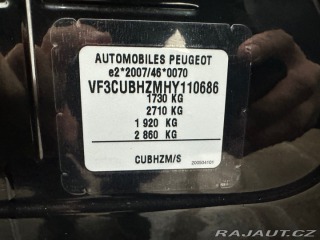 AUTOMOBILES PEUGEOT
e2*2007/46*0070
VF3CUBHZMHY110686
1730 KG
2710 KG
1 920 KG
2 860 KG
CUBHZM/S
RAJAUT.CZ